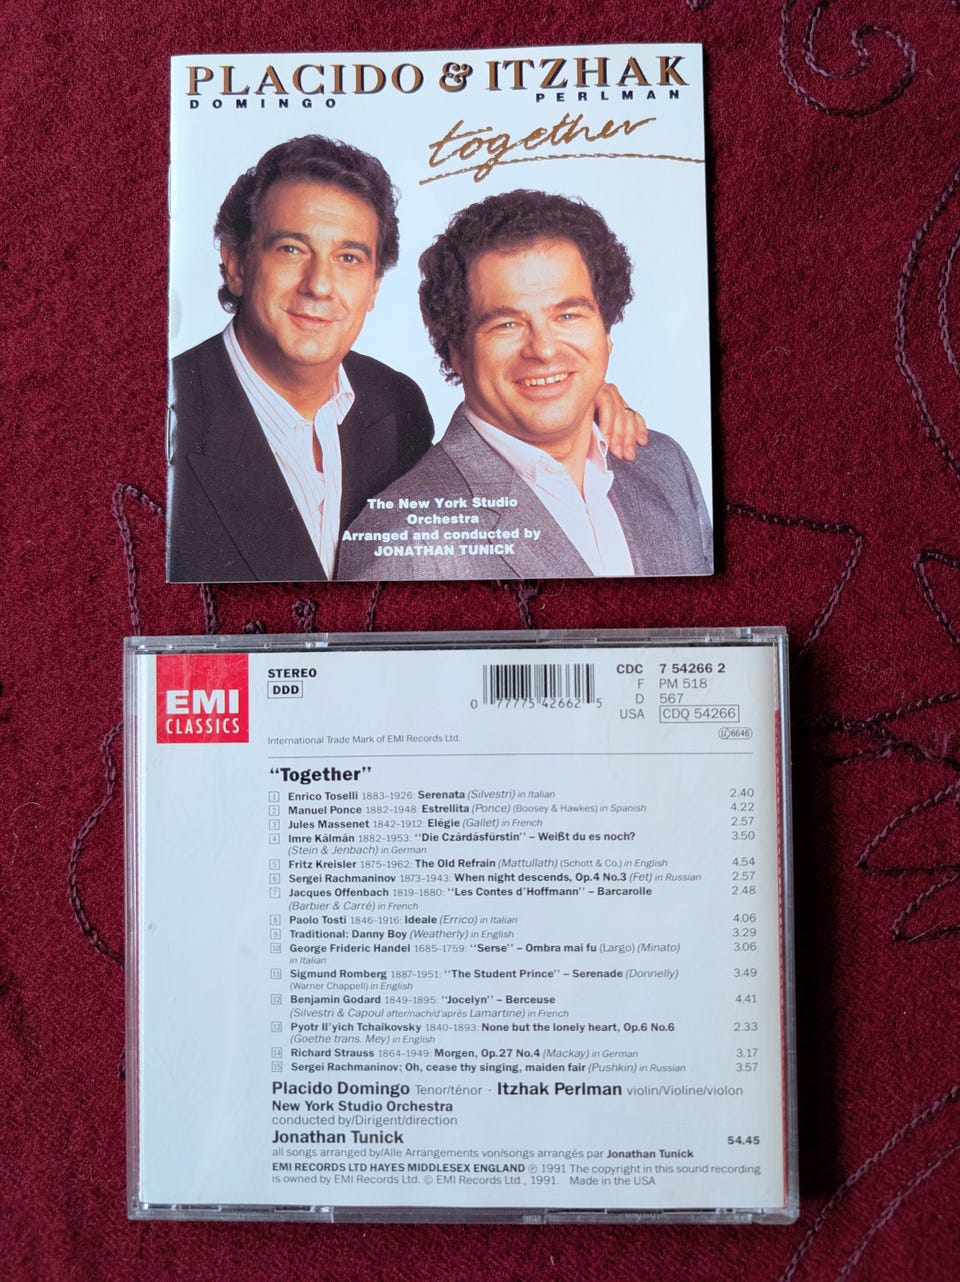 PLACIDO & ITZHAK
DOMINGO PERLMAN
together
The New York Studio
Orchestra
Arranged and conducted by
JONATHAN TUNICK
EMI
CLASSICS
STEREO
DDD
0 77775 42662 5
CDC 7 54266 2
F PM 518
D 567
USA CDQ 54266
LC 6646
International Trade Mark of EMI Records Ltd.
“Together”
1 Enrico Toselli 1883–1926: Serenata (Silvestri) in Italian 2.40
2 Manuel Ponce 1882–1948: Estrellita (Ponce) (Boosey & Hawkes) in Spanish 4.22
3 Jules Massenet 1842–1912: Elégie (Gallet) in French 2.57
4 Imre Kálmán 1882–1953: “Die Czárdásfürstin” – Weißt du es noch? 3.50
(Stein & Jenbach) in German
5 Fritz Kreisler 1875–1962: The Old Refrain (Mattullath) (Schott & Co.) in English 4.54
6 Sergei Rachmaninov 1873–1943: When night descends, Op.4 No.3 (Fet) in Russian 2.57
7 Jacques Offenbach 1819–1880: “Les Contes d’Hoffmann” – Barcarolle 2.48
(Barbier & Carré) in French
8 Paolo Tosti 1846–1916: Ideale (Errico) in Italian 4.06
9 Traditional: Danny Boy (Weatherly) in English 3.29
10 George Frideric Handel 1685–1759: “Serse” – Ombra mai fu (Largo) (Minato) 3.06
in Italian
11 Sigmund Romberg 1887–1951: “The Student Prince” – Serenade (Donnelly) 3.49
(Warner Chappell) in English
12 Benjamin Godard 1849–1895: “Jocelyn” – Berceuse 4.41
(Silvestri & Capoul after/nach/d’après Lamartine) in French
13 Pyotr Il’yich Tchaikovsky 1840–1893: None but the lonely heart, Op.6 No.6 2.33
(Goethe trans. Mey) in English
14 Richard Strauss 1864–1949: Morgen, Op.27 No.4 (Mackay) in German 3.17
15 Sergei Rachmaninov: Oh, cease thy singing, maiden fair (Pushkin) in Russian 3.57
Placido Domingo Tenor/ténor · Itzhak Perlman violin/Violine/violon
New York Studio Orchestra
conducted by/Dirigent/direction
Jonathan Tunick 54.45
all songs arranged by/Alle Arrangements von/songs arrangés par Jonathan Tunick
EMI RECORDS LTD HAYES MIDDLESEX ENGLAND ℗ 1991 The copyright in this sound recording
is owned by EMI Records Ltd. © EMI Records Ltd., 1991. Made in the USA